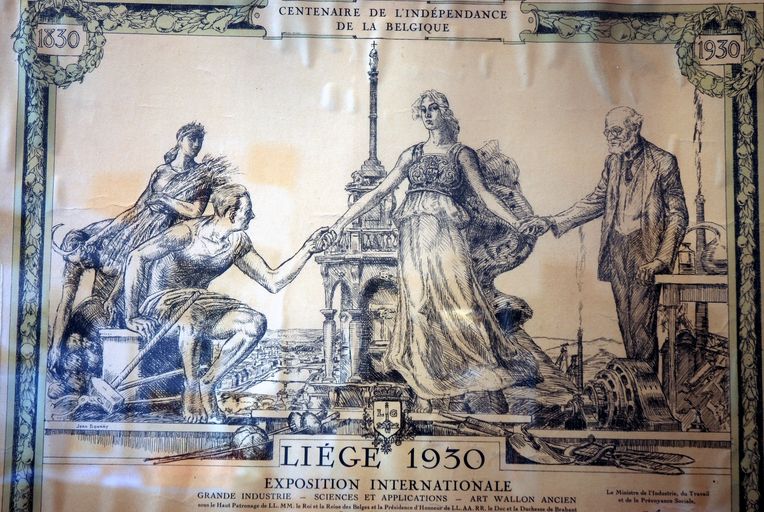 1830
CENTENAIRE DE L'INDÉPENDANCE
DE LA BELGIQUE
1930
L G
LIÉGE 1930
EXPOSITION INTERNATIONALE
GRANDE INDUSTRIE – SCIENCES ET APPLICATIONS – ART WALLON ANCIEN
sous le Haut Patronage de LL. MM. le Roi et la Reine des Belges et la Présidence d'Honneur de LL. AA. RR. le Duc et la Duchesse de Brabant
Le Ministre de l'Industrie, du Travail
et de la Prévoyance Sociale,